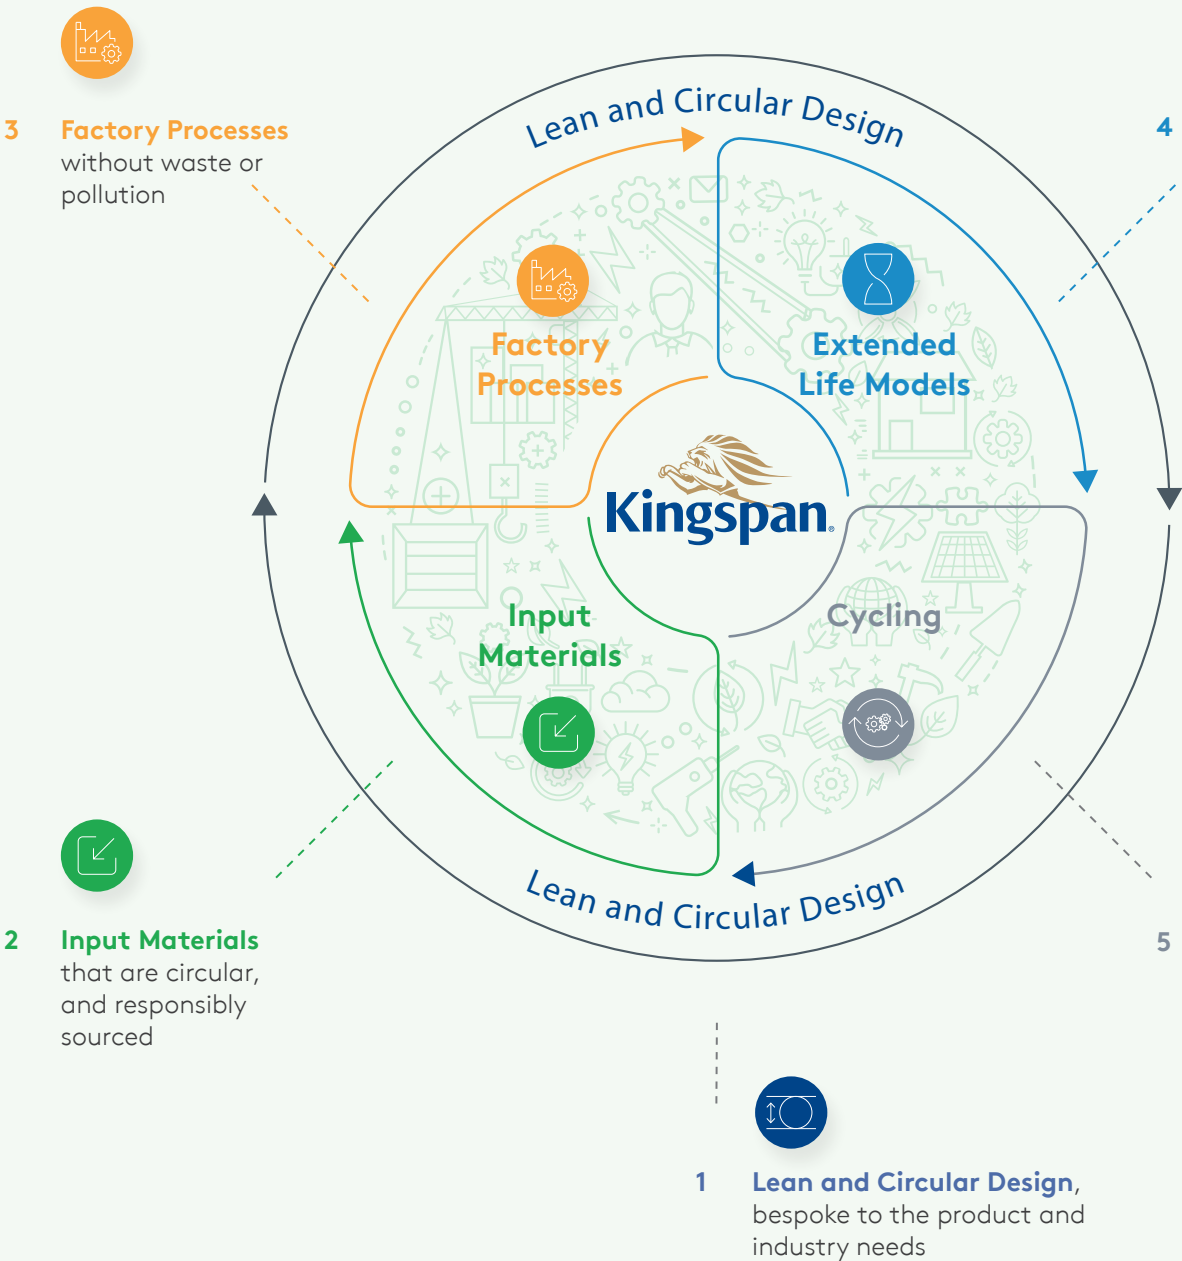 3 Factory Processes
without waste or
pollution
4
Lean and Circular Design
Factory
Processes
Extended
Life Models
Kingspan
Input
Materials
Cycling
Lean and Circular Design
2 Input Materials
that are circular,
and responsibly
sourced
5
1 Lean and Circular Design,
bespoke to the product and
industry needs